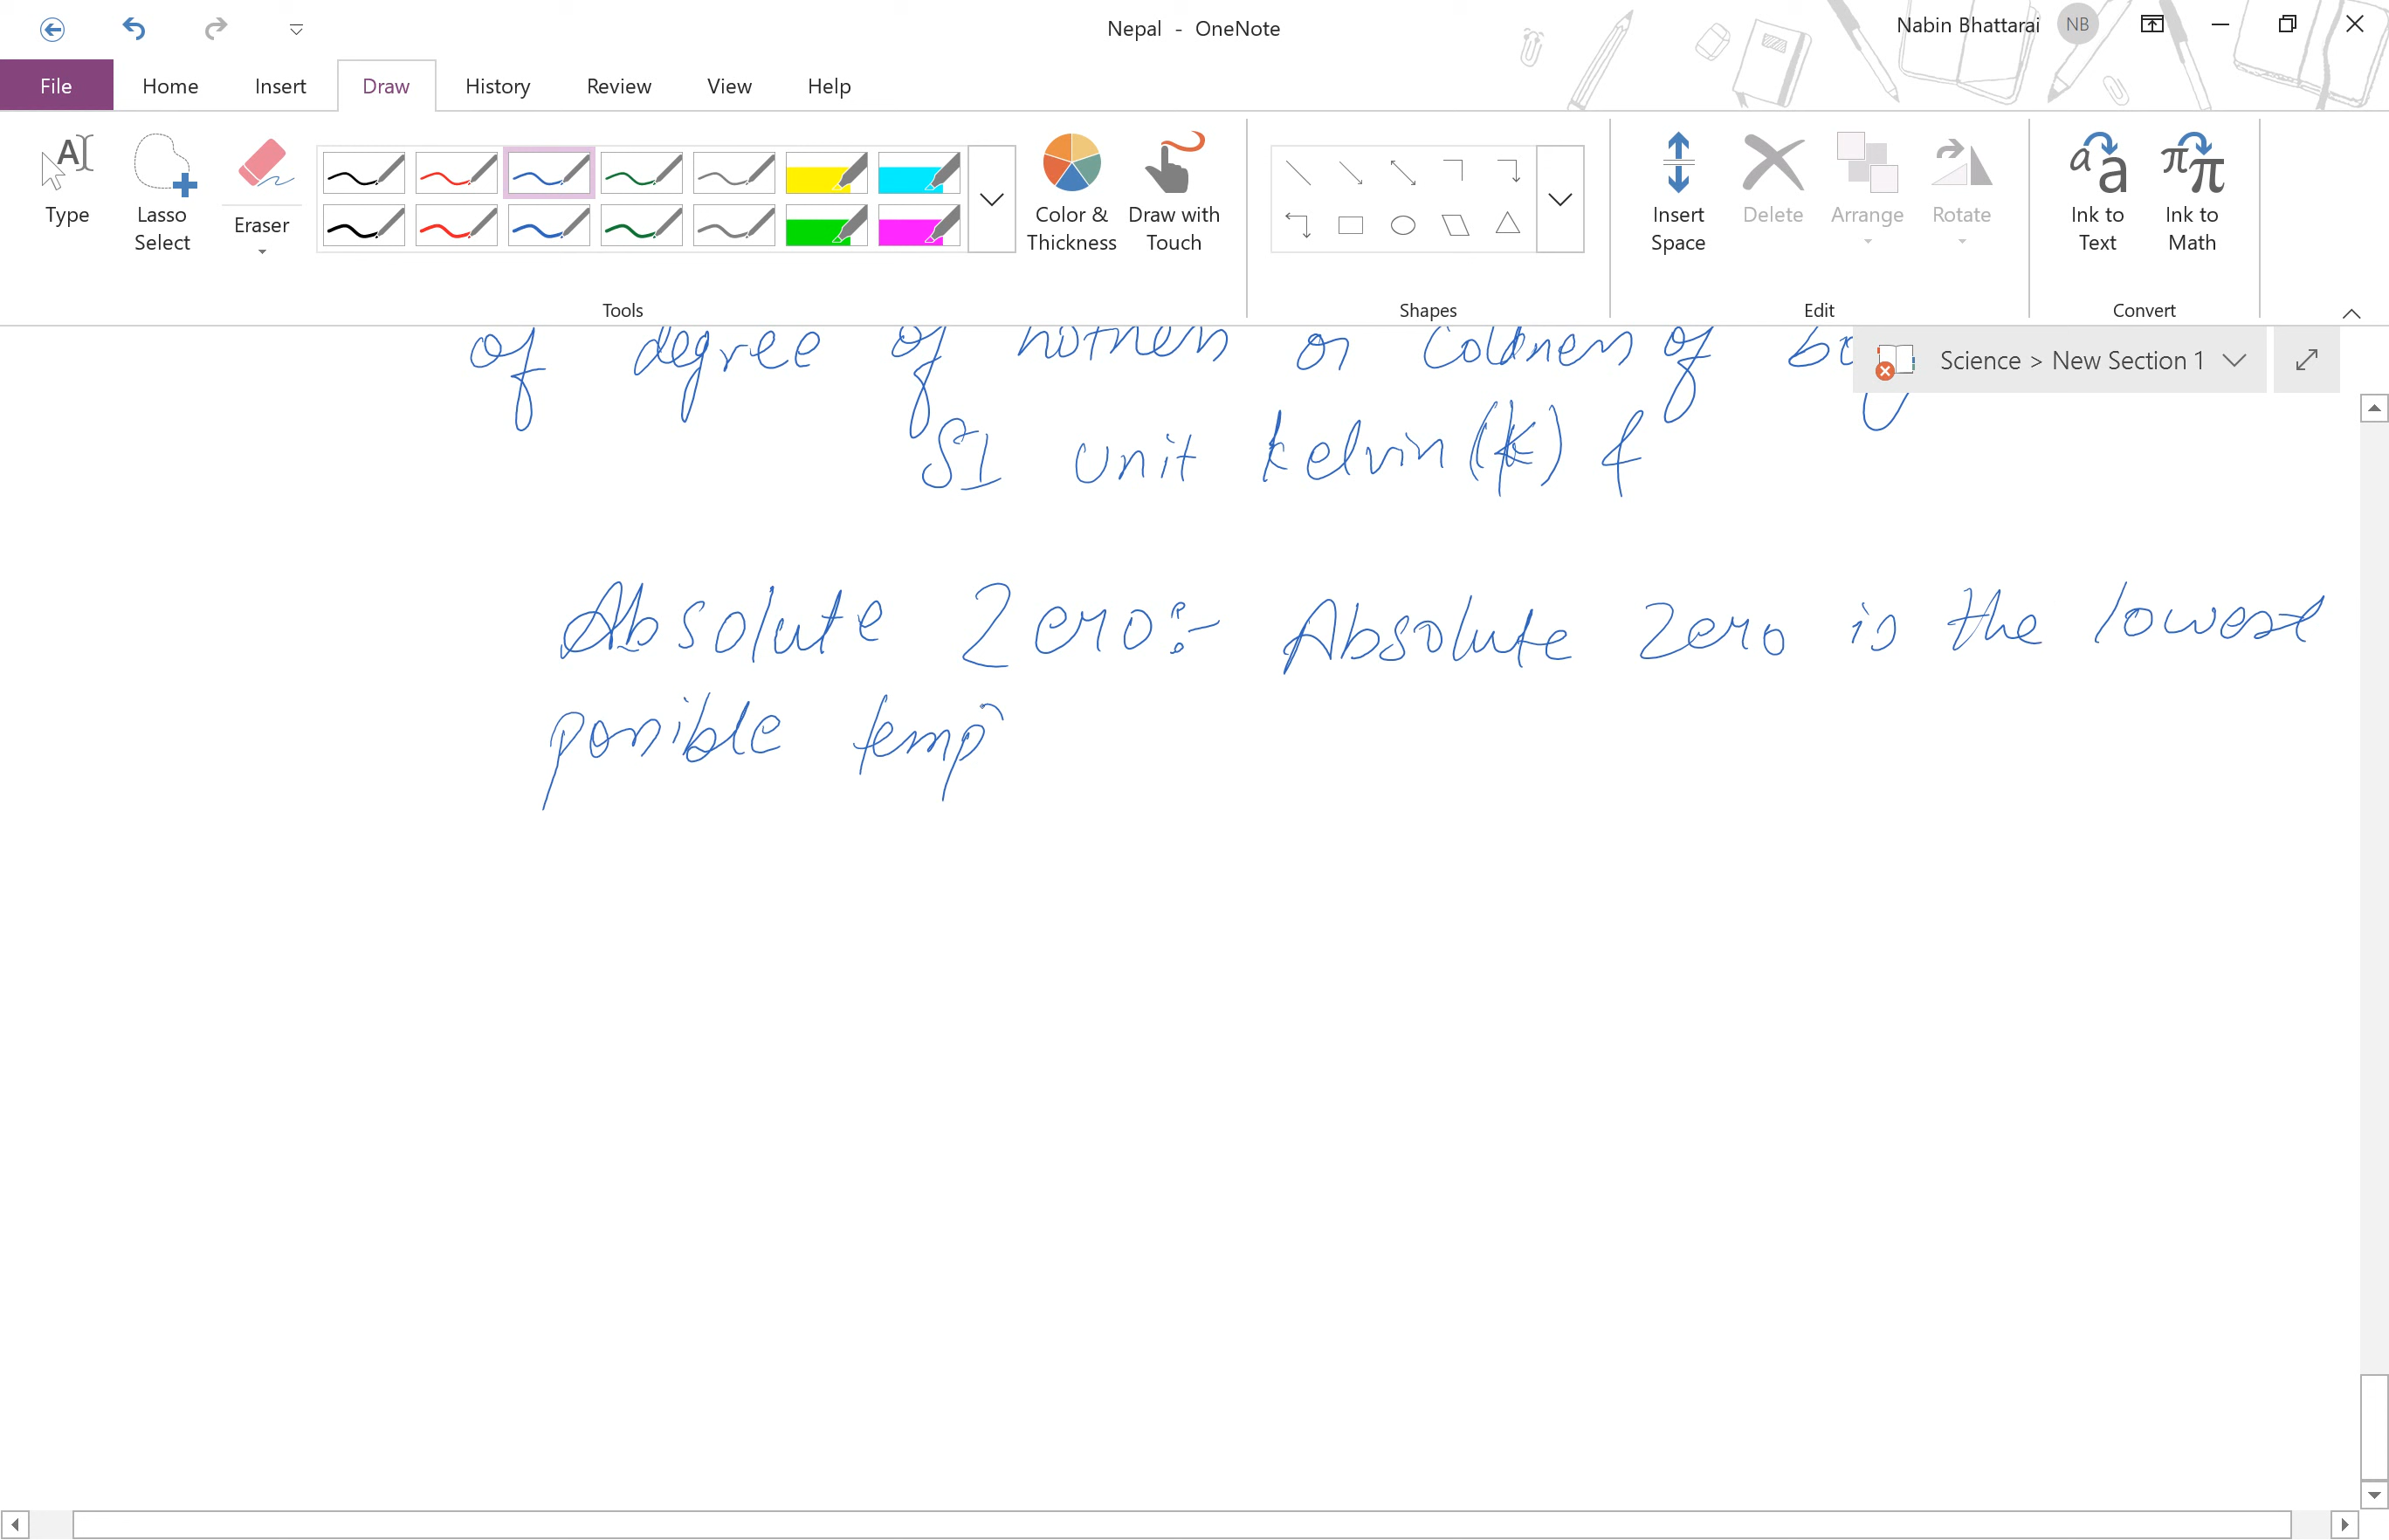 Nepal - OneNote
Nabin Bhattarai NB
File Home Insert Draw History Review View Help
Type
Lasso Select
Eraser
Color & Thickness
Draw with Touch
Insert Space
Delete
Arrange
Rotate
Ink to Text
Ink to Math
Tools
Shapes
Edit
Convert
Science > New Section 1
of degree of hotness or Coldness of
SI unit kelvin (k) f
Absolute Zero:- Absolute Zero is the lowest
possible temp